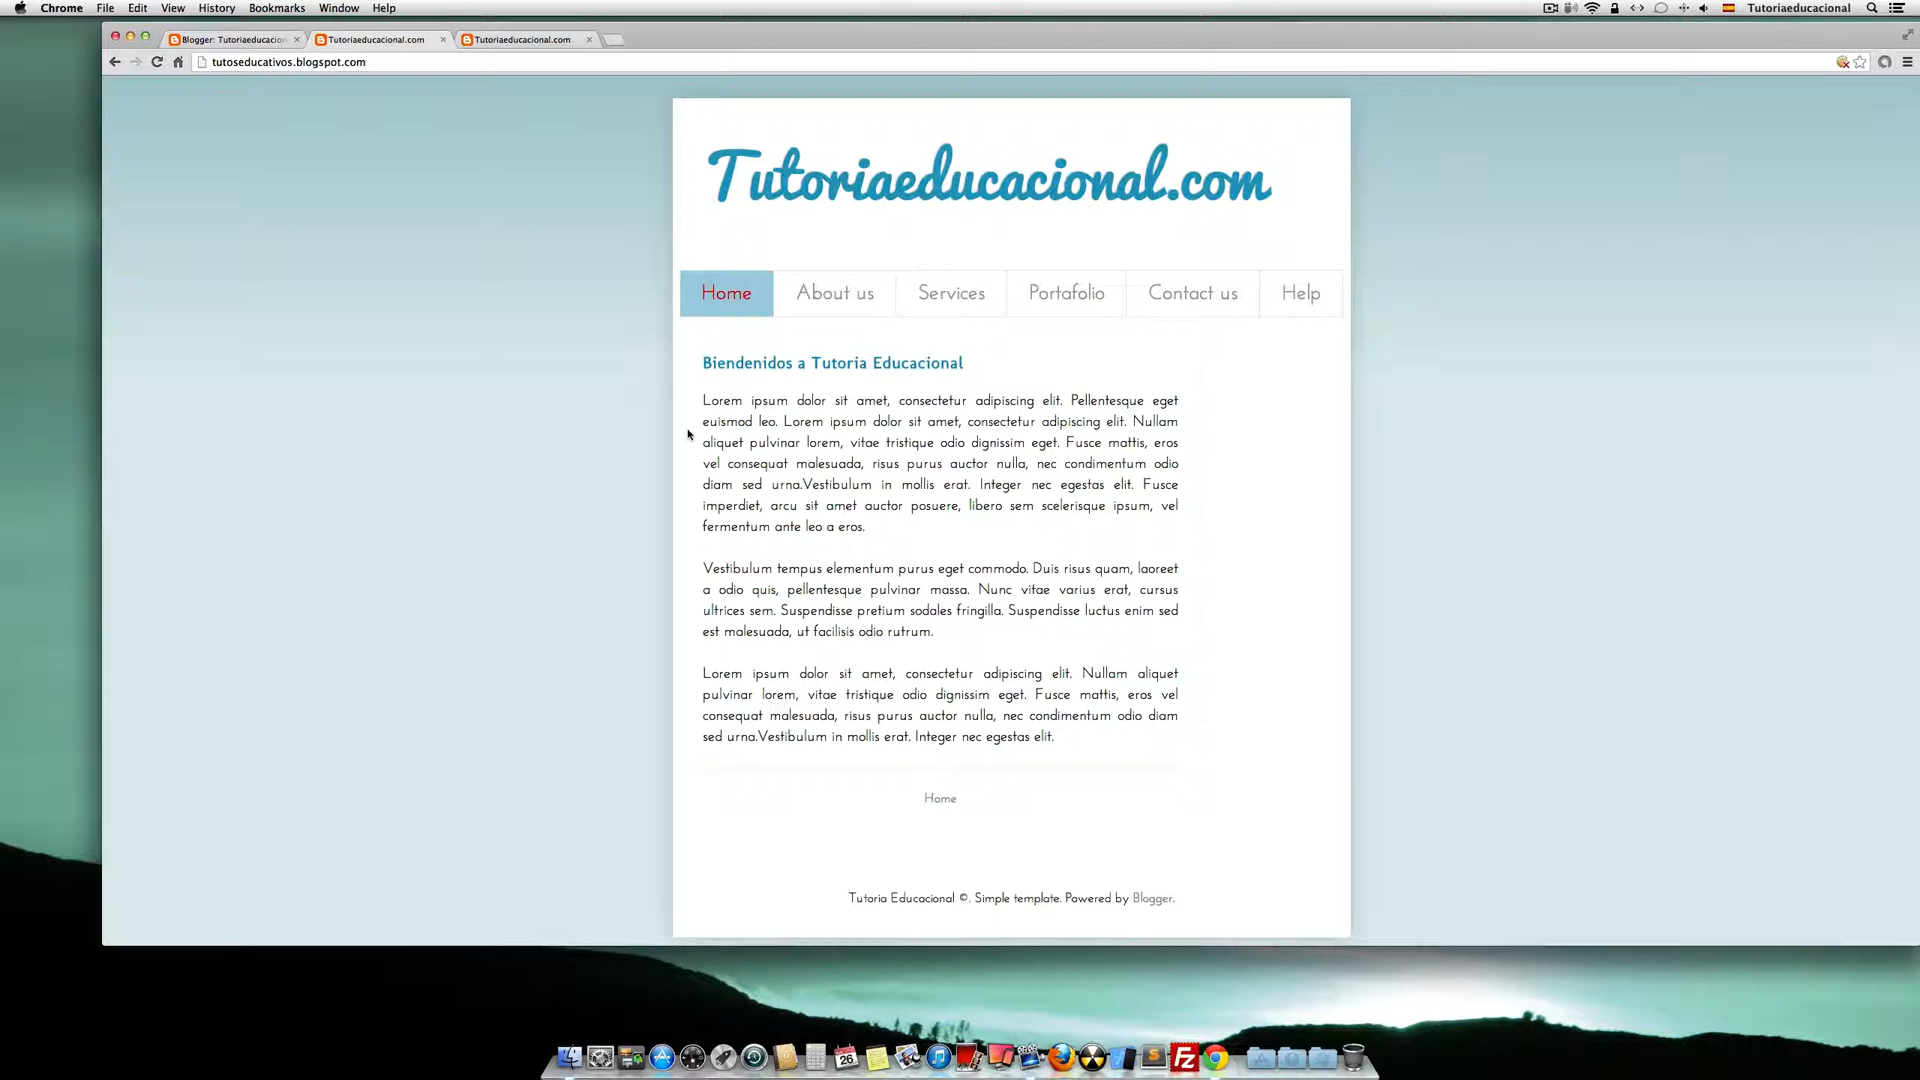 Chrome File Edit View History Bookmarks Window Help Tutoriaeducacional
Blogger: Tutoriaeducacion Tutoriaeducacional.com Tutoriaeducacional.com
tutoseducativos.blogspot.com
Tutoriaeducacional.com
Home About us Services Portafolio Contact us Help
Biendenidos a Tutoria Educacional
Lorem ipsum dolor sit amet, consectetur adipiscing elit. Pellentesque eget
euismod leo. Lorem ipsum dolor sit amet, consectetur adipiscing elit. Nullam
aliquet pulvinar lorem, vitae tristique odio dignissim eget. Fusce mattis, eros
vel consequat malesuada, risus purus auctor nulla, nec condimentum odio
diam sed urna.Vestibulum in mollis erat. Integer nec egestas elit. Fusce
imperdiet, arcu sit amet auctor posuere, libero sem scelerisque ipsum, vel
fermentum ante leo a eros.
Vestibulum tempus elementum purus eget commodo. Duis risus quam, laoreet
a odio quis, pellentesque pulvinar massa. Nunc vitae varius erat, cursus
ultrices sem. Suspendisse pretium sodales fringilla. Suspendisse luctus enim sed
est malesuada, ut facilisis odio rutrum.
Lorem ipsum dolor sit amet, consectetur adipiscing elit. Nullam aliquet
pulvinar lorem, vitae tristique odio dignissim eget. Fusce mattis, eros vel
consequat malesuada, risus purus auctor nulla, nec condimentum odio diam
sed urna.Vestibulum in mollis erat. Integer nec egestas elit.
Home
Tutoria Educacional ©. Simple template. Powered by Blogger.
26
FZ